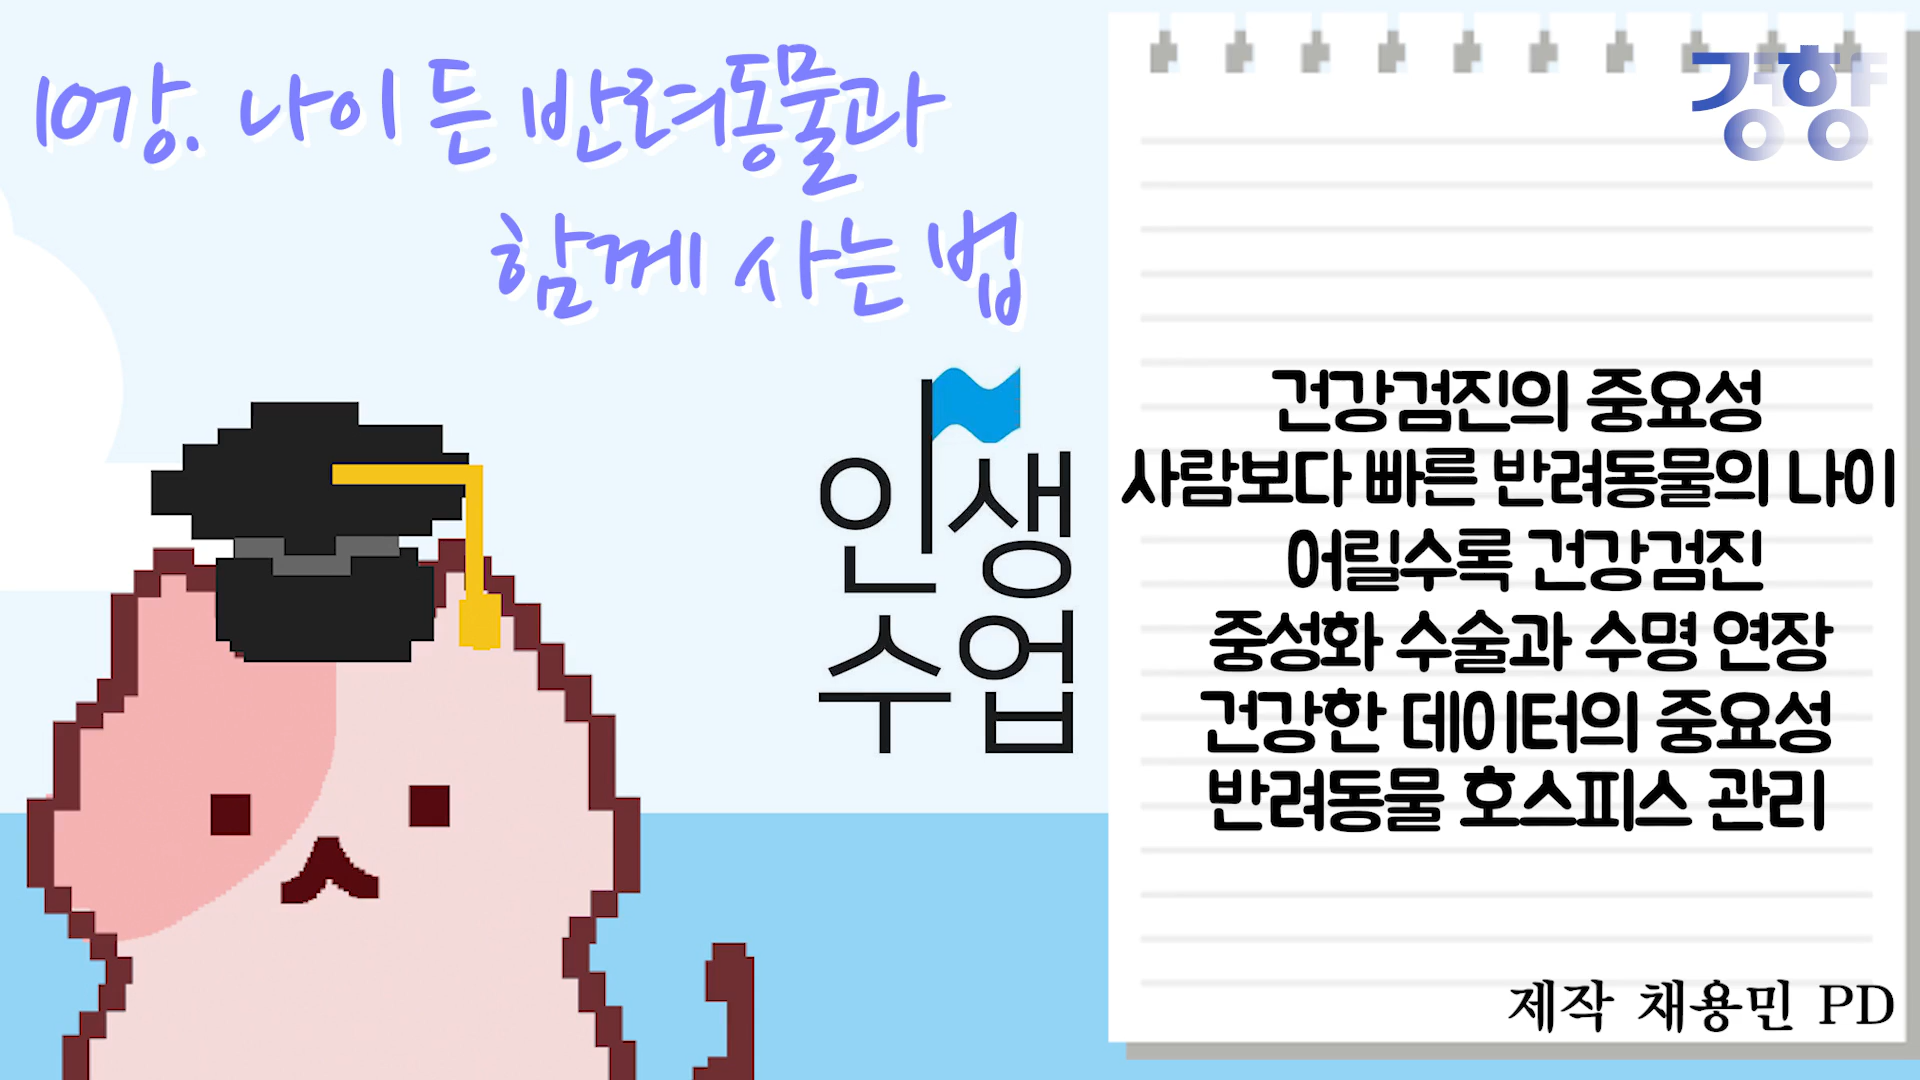 10강. 나이 든 반려동물과
함께 사는 법
인생
수업
경향
건강검진의 중요성
사람보다 빠른 반려동물의 나이
어릴수록 건강검진
중성화 수술과 수명 연장
건강한 데이터의 중요성
반려동물 호스피스 관리
제작 채용민 PD